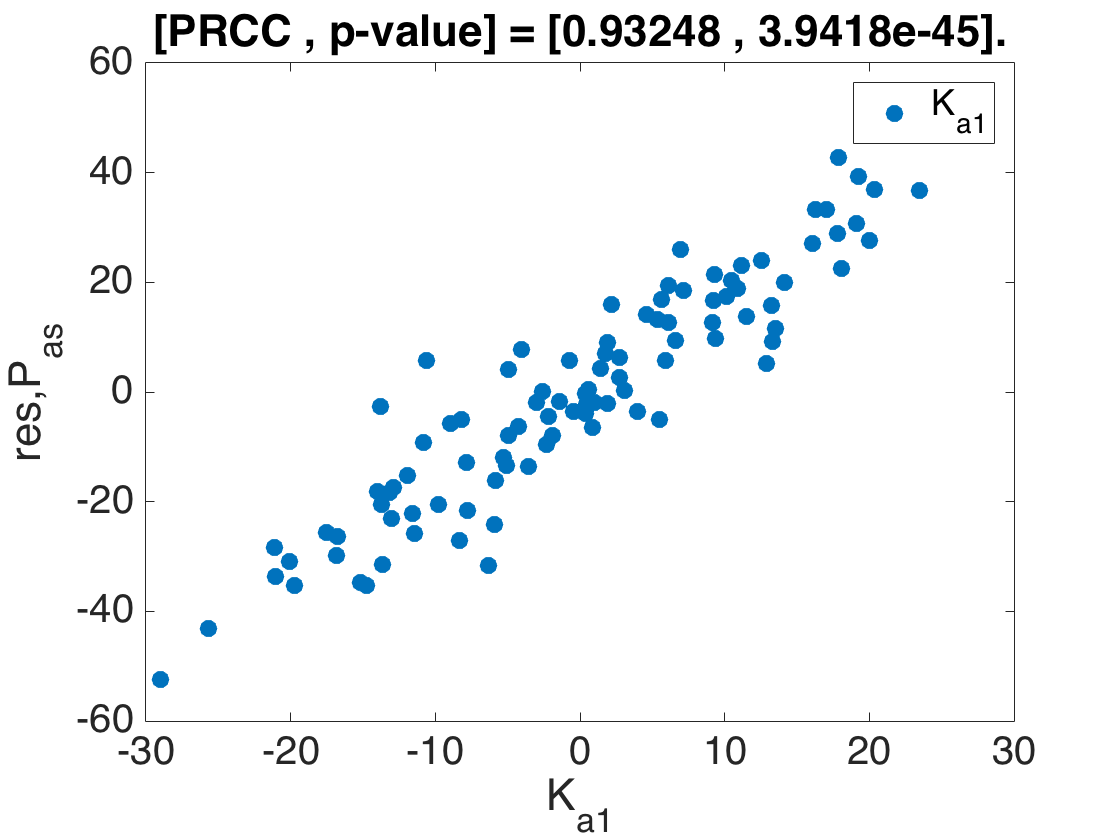 [PRCC , p-value] = [0.93248 , 3.9418e-45].
60
40
20
0
-20
-40
-60
res,P_as
K_a1
-30 -20 -10 0 10 20 30
K_a1